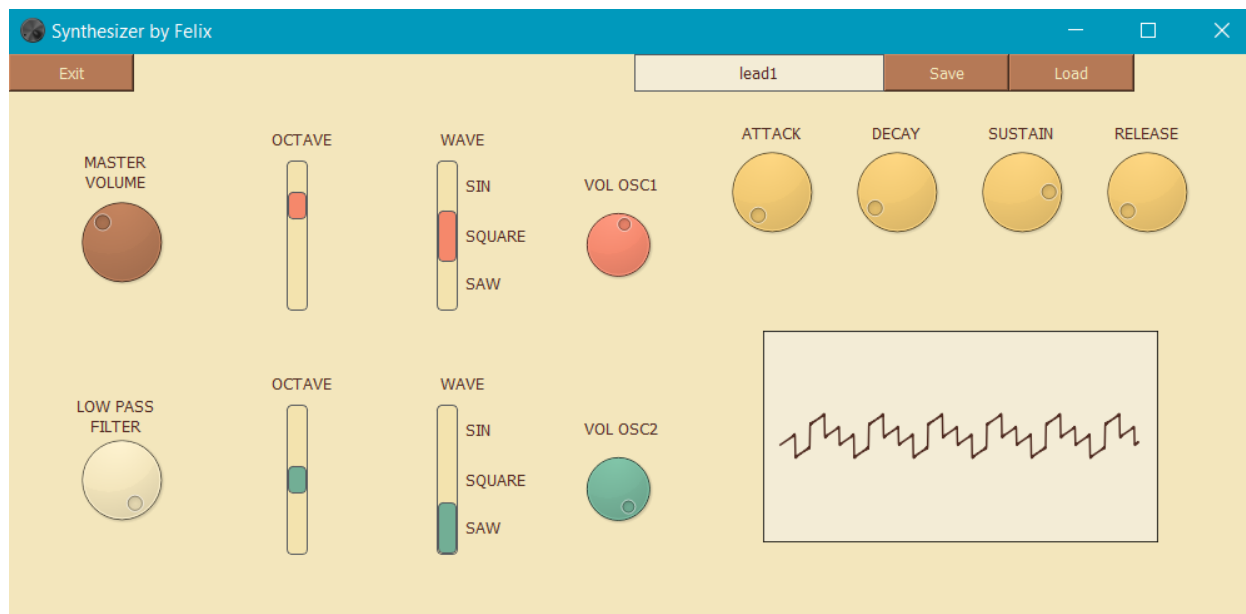 Synthesizer by Felix
Exit
lead1
Save
Load
MASTER
VOLUME
OCTAVE
WAVE
SIN
SQUARE
SAW
VOL OSC1
ATTACK
DECAY
SUSTAIN
RELEASE
LOW PASS
FILTER
OCTAVE
WAVE
SIN
SQUARE
SAW
VOL OSC2